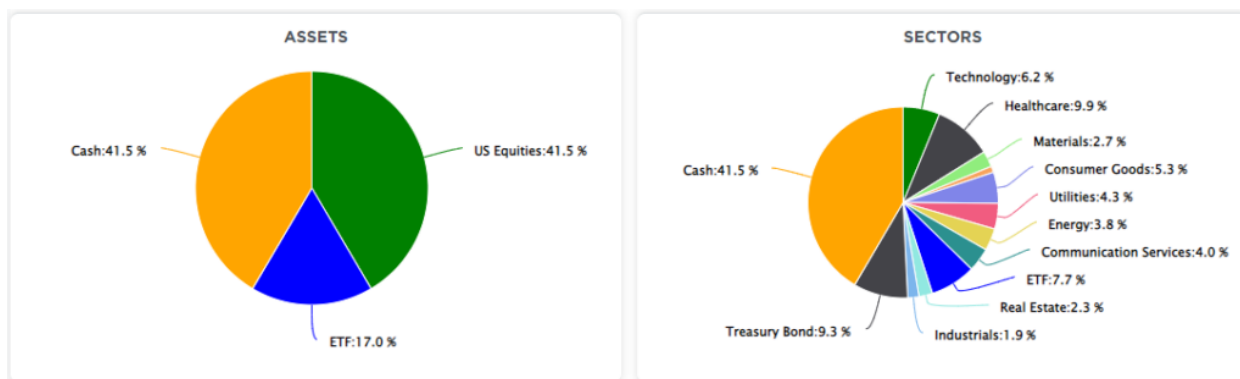 ASSETS
Cash:41.5 %
US Equities:41.5 %
ETF:17.0 %
SECTORS
Technology:6.2 %
Healthcare:9.9 %
Materials:2.7 %
Consumer Goods:5.3 %
Cash:41.5 %
Utilities:4.3 %
Energy:3.8 %
Communication Services:4.0 %
ETF:7.7 %
Real Estate:2.3 %
Treasury Bond:9.3 %
Industrials:1.9 %